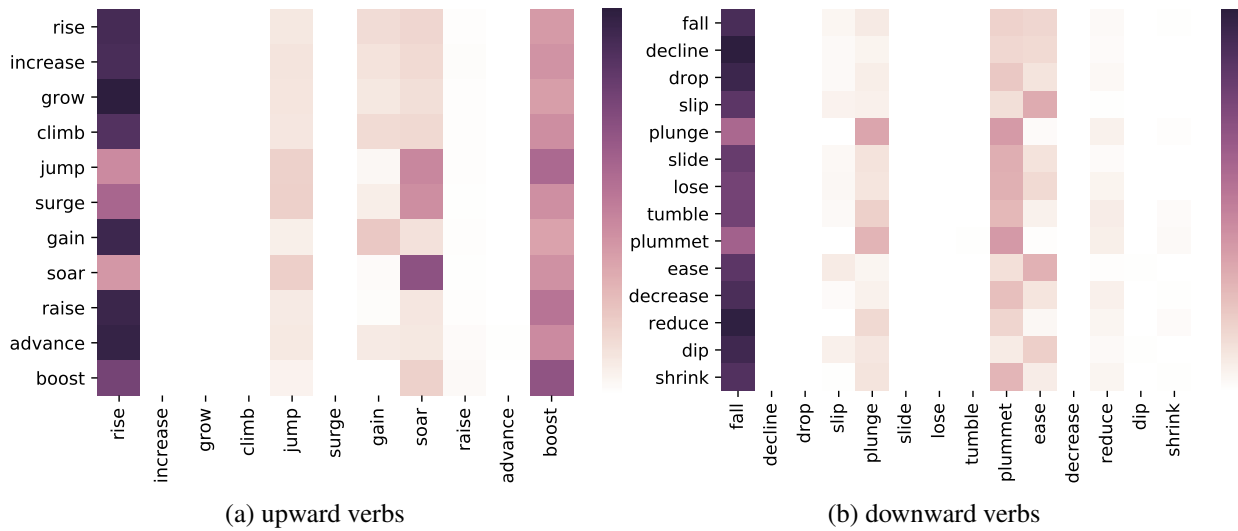 rise
increase
grow
climb
jump
surge
gain
soar
raise
advance
boost
rise
increase
grow
climb
jump
surge
gain
soar
raise
advance
boost
(a) upward verbs
fall
decline
drop
slip
plunge
slide
lose
tumble
plummet
ease
decrease
reduce
dip
shrink
fall
decline
drop
slip
plunge
slide
lose
tumble
plummet
ease
decrease
reduce
dip
shrink
(b) downward verbs